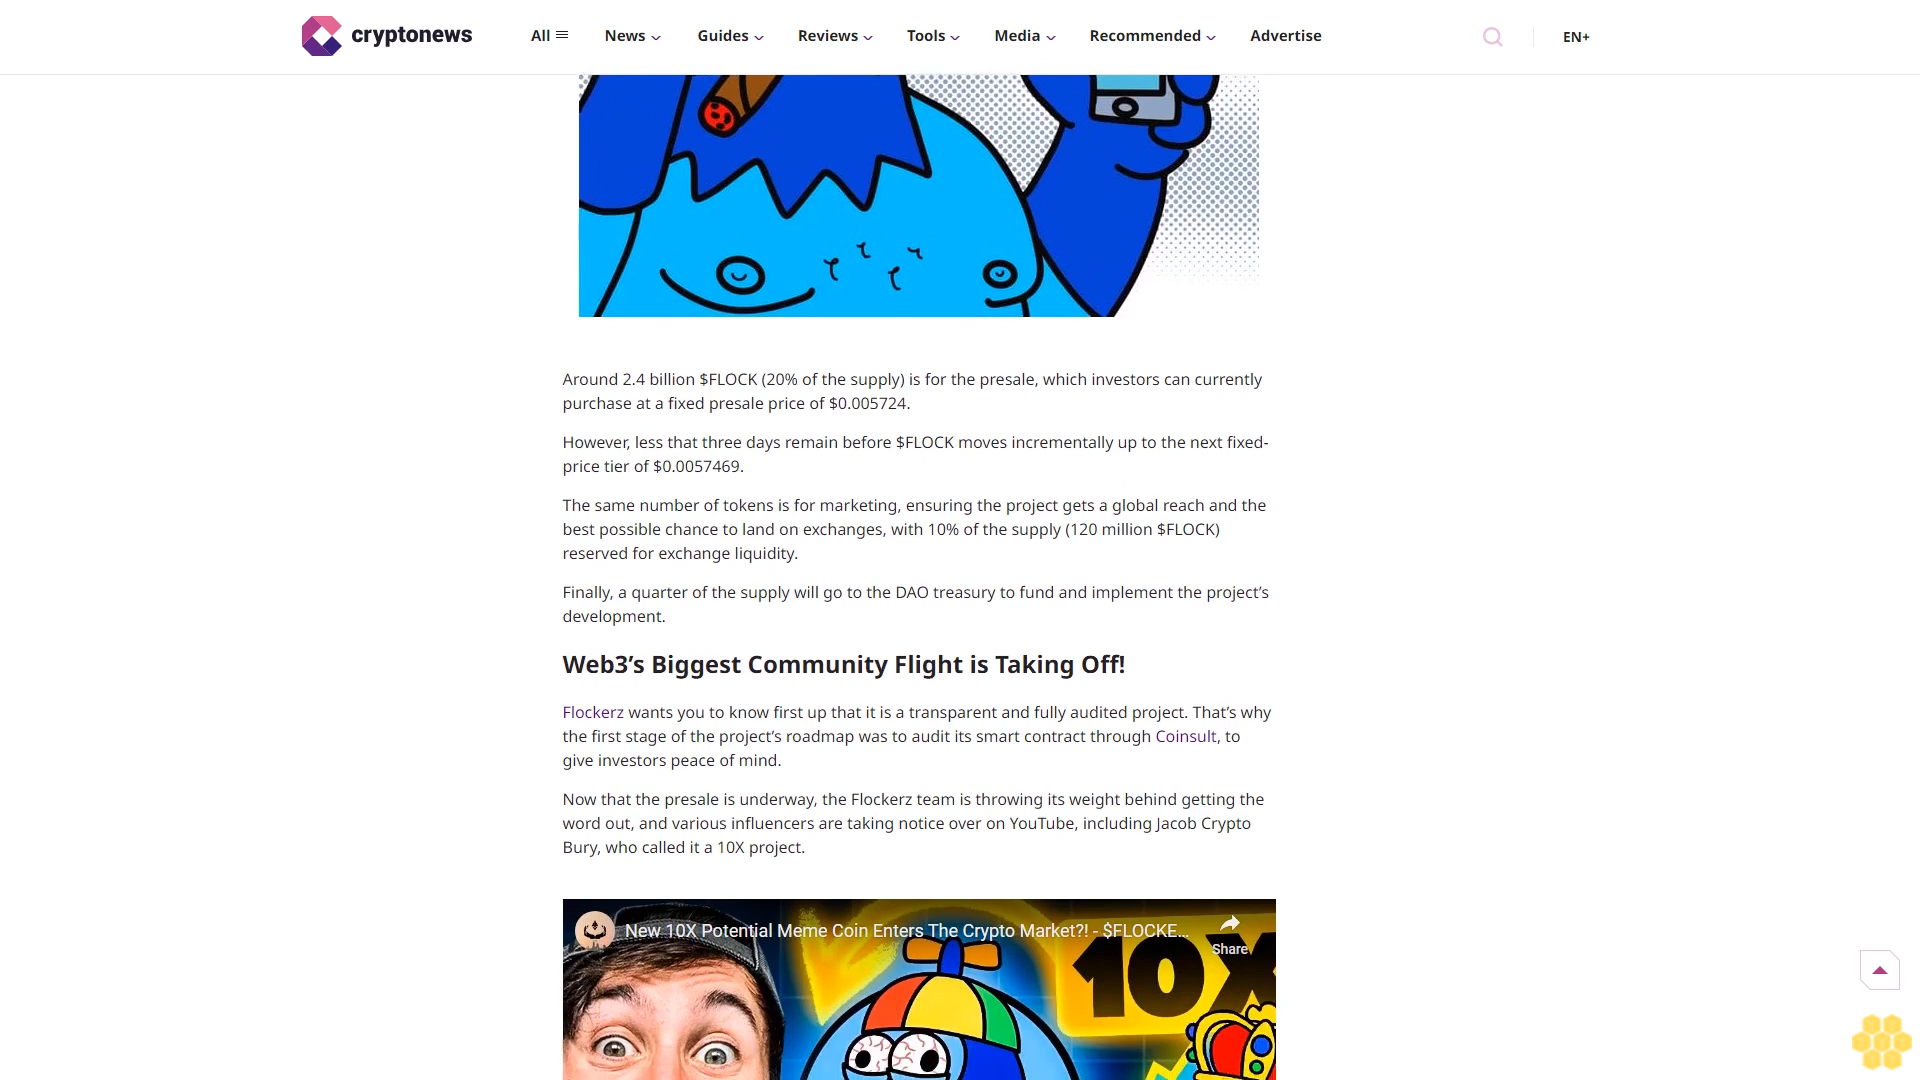 cryptonews
All
News
Guides
Reviews
Tools
Media
Recommended
Advertise
EN+
Around 2.4 billion $FLOCK (20% of the supply) is for the presale, which investors can currently
purchase at a fixed presale price of $0.005724.
However, less that three days remain before $FLOCK moves incrementally up to the next fixed-
price tier of $0.0057469.
The same number of tokens is for marketing, ensuring the project gets a global reach and the
best possible chance to land on exchanges, with 10% of the supply (120 million $FLOCK)
reserved for exchange liquidity.
Finally, a quarter of the supply will go to the DAO treasury to fund and implement the project’s
development.
Web3’s Biggest Community Flight is Taking Off!
Flockerz wants you to know first up that it is a transparent and fully audited project. That’s why
the first stage of the project’s roadmap was to audit its smart contract through Coinsult, to
give investors peace of mind.
Now that the presale is underway, the Flockerz team is throwing its weight behind getting the
word out, and various influencers are taking notice over on YouTube, including Jacob Crypto
Bury, who called it a 10X project.
New 10X Potential Meme Coin Enters The Crypto Market?! - $FLOCKE...
Share
10X